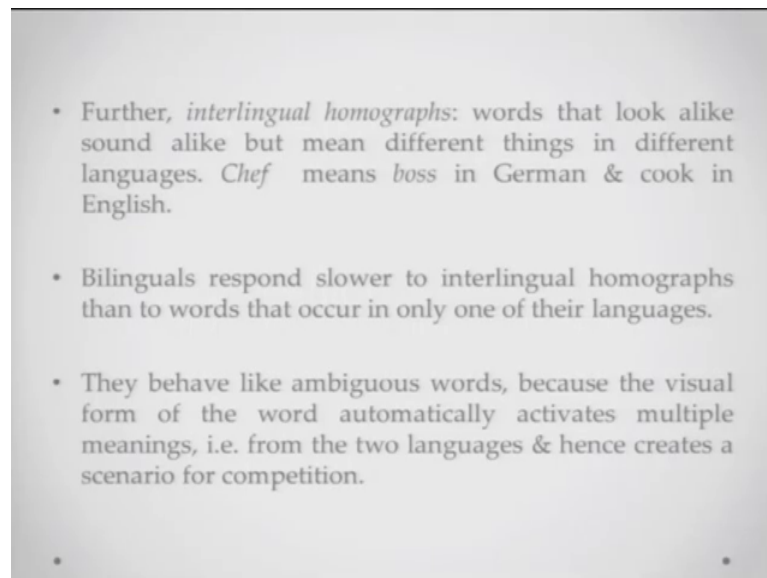 • Further, interlingual homographs: words that look alike
sound alike but mean different things in different
languages. Chef means boss in German & cook in
English.
• Bilinguals respond slower to interlingual homographs
than to words that occur in only one of their languages.
• They behave like ambiguous words, because the visual
form of the word automatically activates multiple
meanings, i.e. from the two languages & hence creates a
scenario for competition.